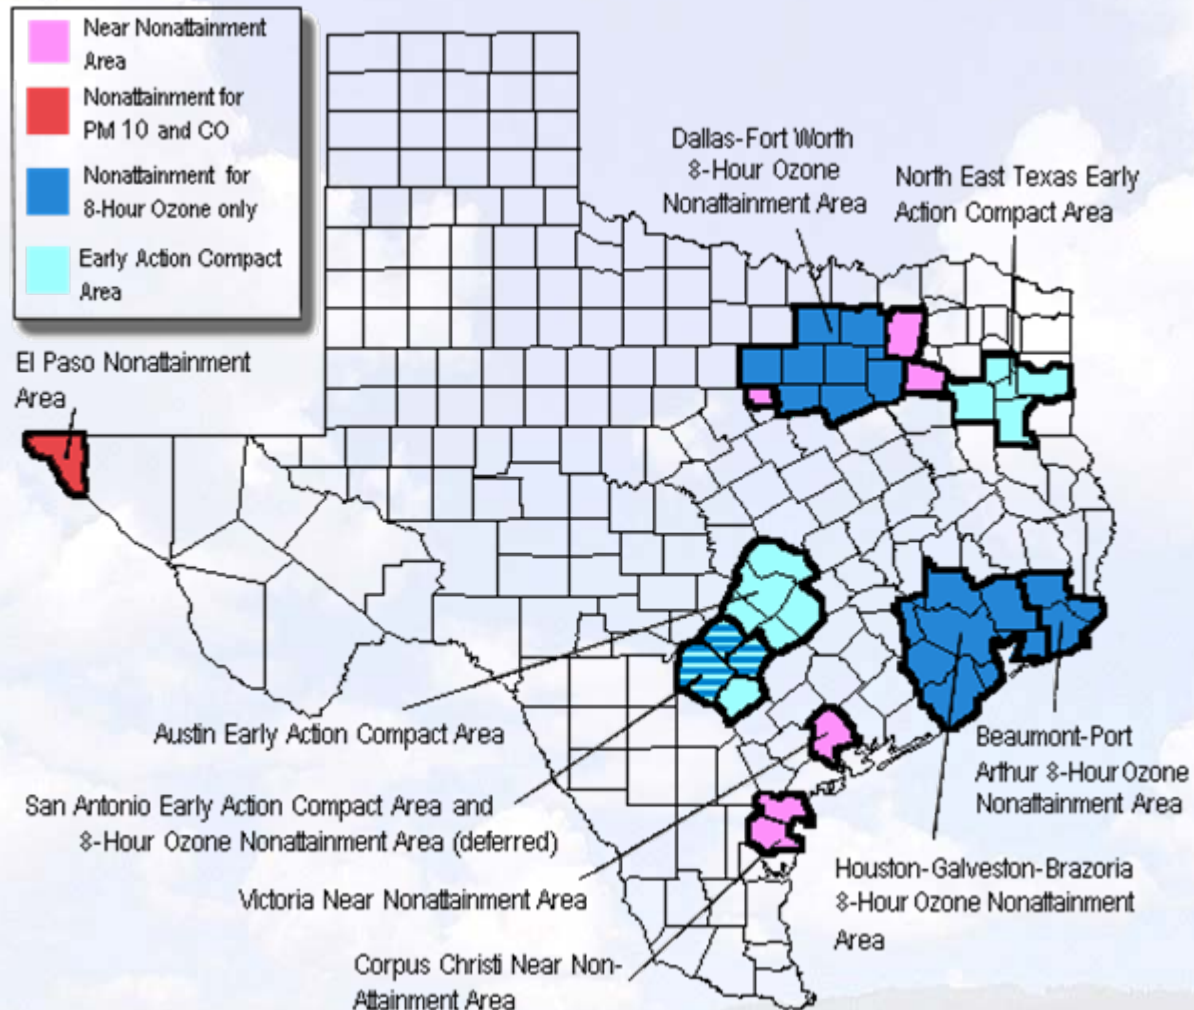 Near Nonattainment
Area
Nonattainment for
PM 10 and CO
Nonattainment for
8-Hour Ozone only
Early Action Compact
Area
El Paso Nonattainment
Area
Dallas-Fort Worth
8-Hour Ozone
Nonattainment Area
North East Texas Early
Action Compact Area
Austin Early Action Compact Area
San Antonio Early Action Compact Area and
8-Hour Ozone Nonattainment Area (deferred)
Victoria Near Nonattainment Area
Corpus Christi Near Non-
Attainment Area
Beaumont-Port
Arthur 8-Hour Ozone
Nonattainment Area
Houston-Galveston-Brazoria
8-Hour Ozone Nonattainment
Area